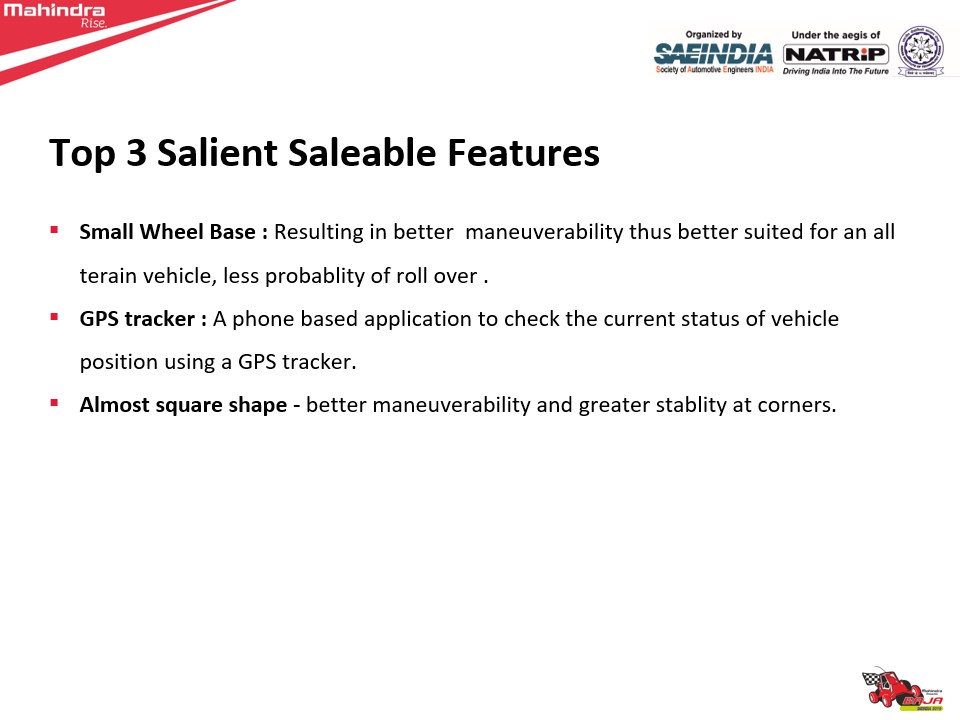 Mahindra
Rise.
Organized by
SAEINDIA
Society of Automotive Engineers INDIA
Under the aegis of
NATRiP
Driving India Into The Future
Top 3 Salient Saleable Features
▪ Small Wheel Base : Resulting in better  maneuverability thus better suited for an all
terain vehicle, less probablity of roll over .
▪ GPS tracker : A phone based application to check the current status of vehicle
position using a GPS tracker.
▪ Almost square shape - better maneuverability and greater stablity at corners.
Mahindra
BAJA